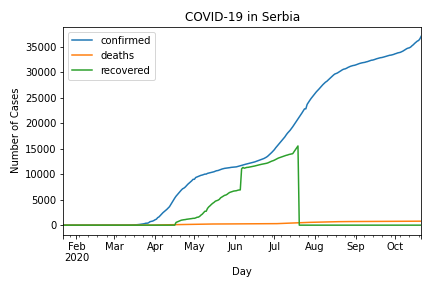 COVID-19 in Serbia
confirmed
deaths
recovered
Number of Cases
35000
30000
25000
20000
15000
10000
5000
0
Feb Mar Apr May Jun Jul Aug Sep Oct
2020
Day